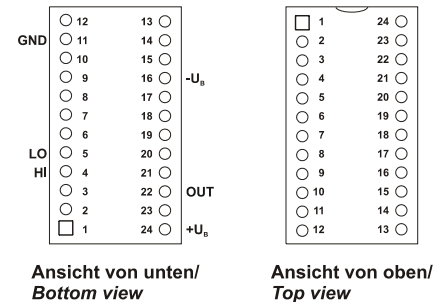 12 13
GND 11 14
10 15
9 16 -U_B
8 17
7 18
6 19
LO 5 20
HI 4 21
3 22 OUT
2 23
1 24 +U_B
Ansicht von unten/
Bottom view
1 24
2 23
3 22
4 21
5 20
6 19
7 18
8 17
9 16
10 15
11 14
12 13
Ansicht von oben/
Top view